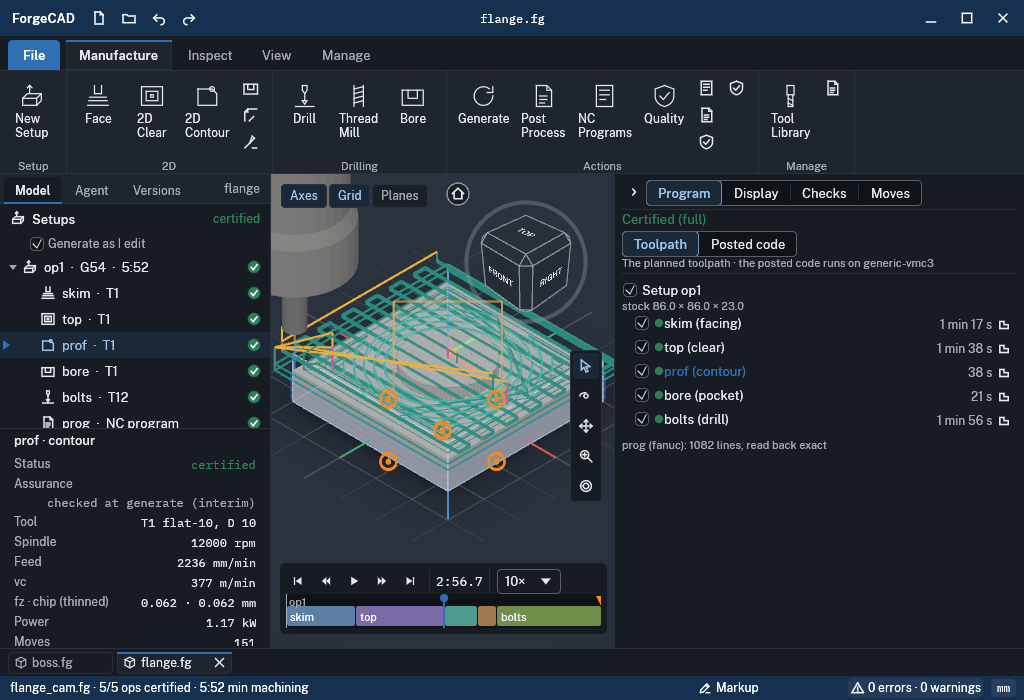 ForgeCAD
flange.fg
File
Manufacture
Inspect
View
Manage
New Setup
Face
2D Clear
2D Contour
Drill
Thread Mill
Bore
Generate
Post Process
NC Programs
Quality
Tool Library
Setup
2D
Drilling
Actions
Manage
Model
Agent
Versions
flange
Setups
certified
Generate as I edit
op1 · G54 · 5:52
skim · T1
top · T1
prof · T1
bore · T1
bolts · T12
prog · NC program
prof · contour
Status certified
Assurance
checked at generate (interim)
Tool T1 flat-10, D 10
Spindle 12000 rpm
Feed 2236 mm/min
vc 377 m/min
fz · chip (thinned) 0.062 · 0.062 mm
Power 1.17 kW
Moves 151
Axes
Grid
Planes
TOP
FRONT
RIGHT
2:56.7
10×
op1
skim
top
bolts
Program
Display
Checks
Moves
Certified (full)
Toolpath
Posted code
The planned toolpath · the posted code runs on generic-vmc3
Setup op1
stock 86.0 × 86.0 × 23.0
skim (facing) 1 min 17 s
top (clear) 1 min 38 s
prof (contour) 38 s
bore (pocket) 21 s
bolts (drill) 1 min 56 s
prog (fanuc): 1082 lines, read back exact
boss.fg
flange.fg
flange_cam.fg · 5/5 ops certified · 5:52 min machining
Markup
0 errors · 0 warnings
mm